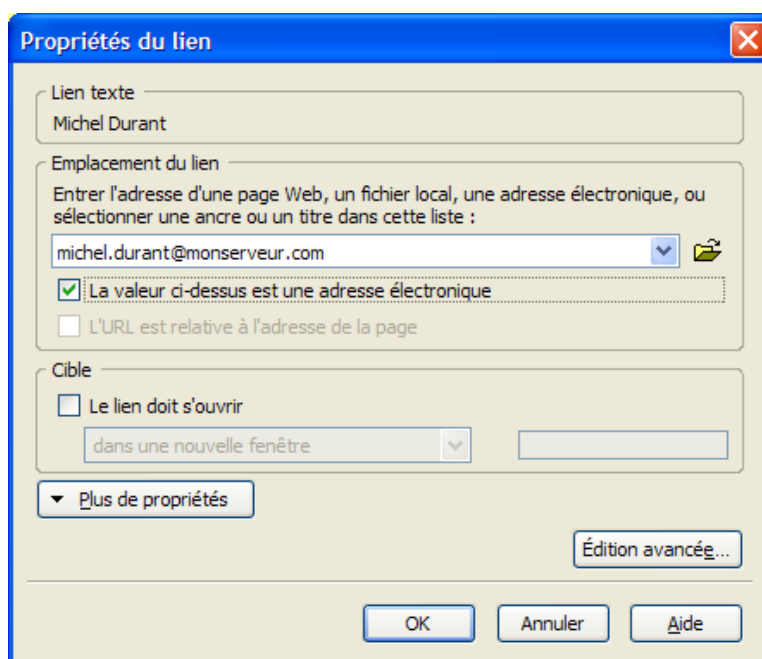 Propriétés du lien
Lien texte
Michel Durant
Emplacement du lien
Entrer l'adresse d'une page Web, un fichier local, une adresse électronique, ou
sélectionner une ancre ou un titre dans cette liste :
michel.durant@monserveur.com
La valeur ci-dessus est une adresse électronique
L'URL est relative à l'adresse de la page
Cible
Le lien doit s'ouvrir
dans une nouvelle fenêtre
Plus de propriétés
Édition avancée...
OK Annuler Aide